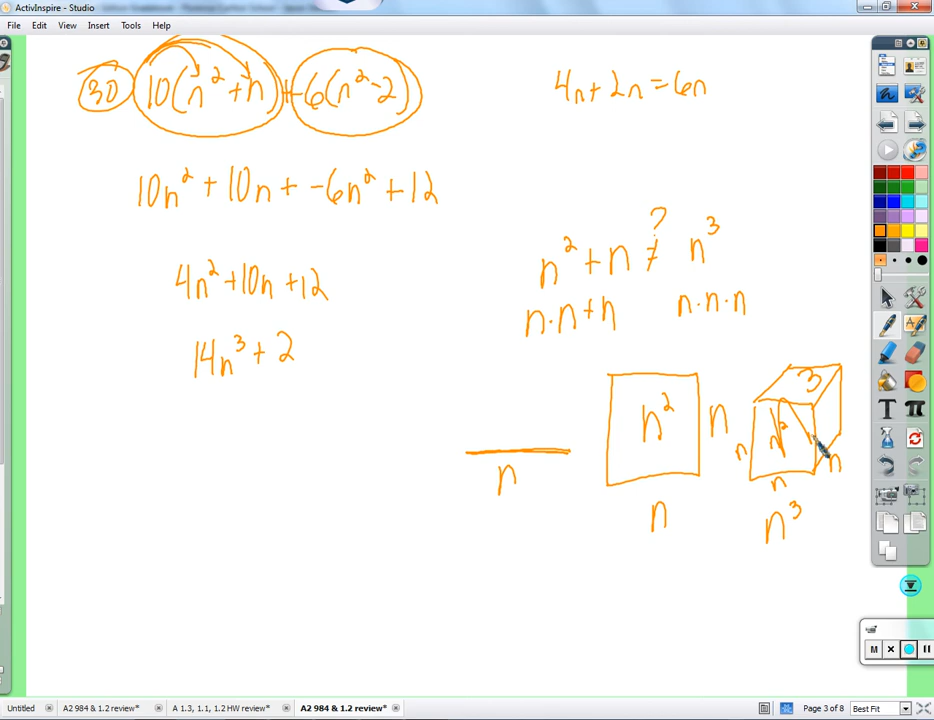 ActivInspire - Studio
File Edit View Insert Tools Help
30 10(n² + n) + -6(n² - 2)
4n + 2n = 6n
10n² + 10n + -6n² + 12
?
n² + n ≠ n³
n·n + n n·n·n
4n² + 10n + 12
14n³ + 2
3
n² n n n² n
n n
n n³
Untitled A2 984 & 1.2 review* A 1.3, 1.1, 1.2 HW review* A2 984 & 1.2 review* Page 3 of 8 Best Fit
M